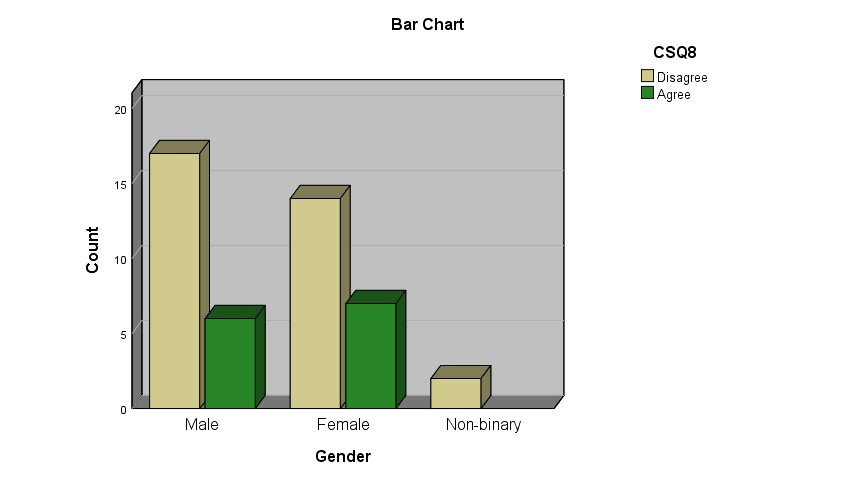 Bar Chart
CSQ8
Disagree
Agree
20
15
10
5
0
Count
Male
Female
Non-binary
Gender